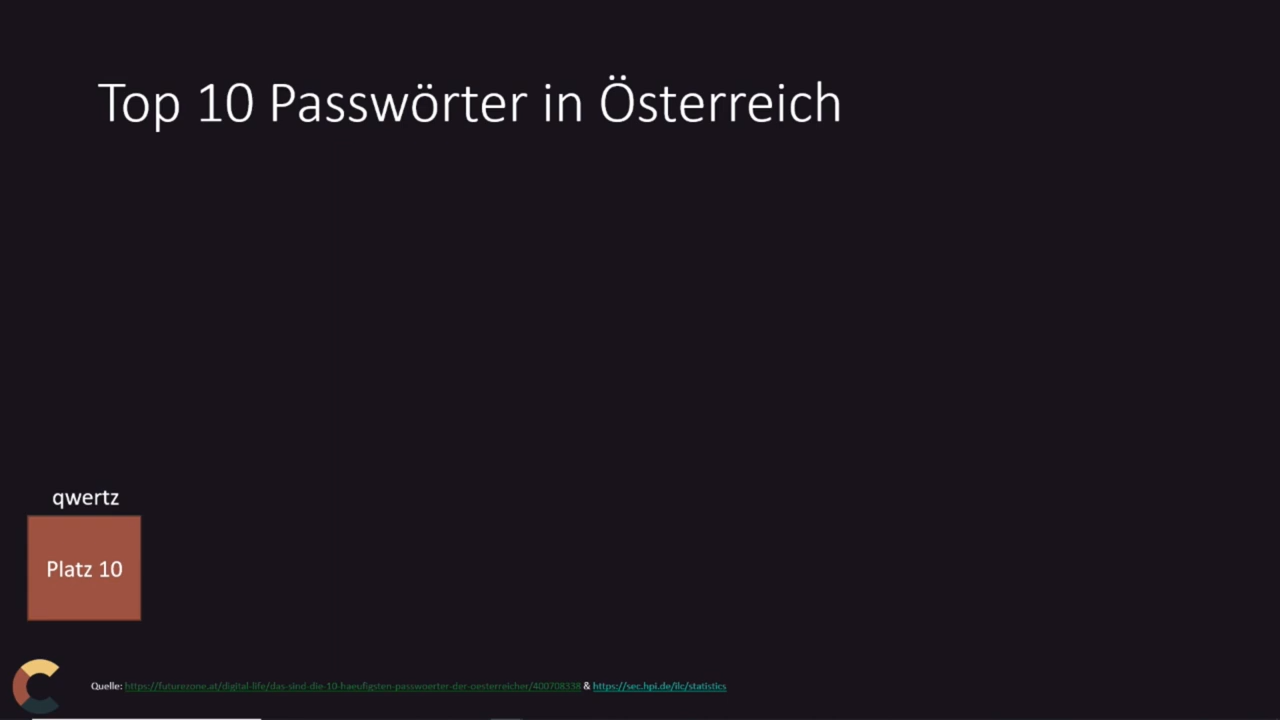 Top 10 Passwörter in Österreich
qwertz
Platz 10
Quelle: https://futurezone.at/digital-life/das-sind-die-10-haeufigsten-passwoerter-der-oesterreicher/400708338 & https://sec.hpi.de/ilc/statistics